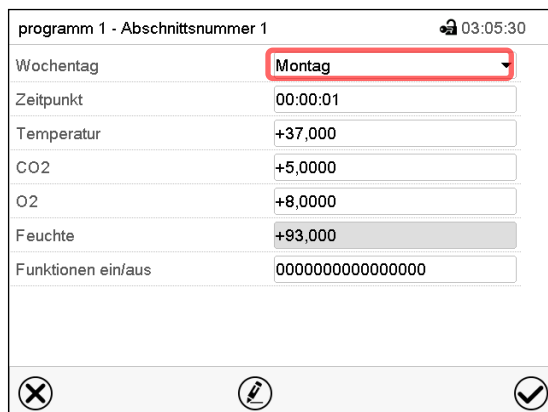 programm 1 - Abschnittsnummer 1 03:05:30
Wochentag Montag
Zeitpunkt 00:00:01
Temperatur +37,000
CO2 +5,0000
O2 +8,0000
Feuchte +93,000
Funktionen ein/aus 0000000000000000